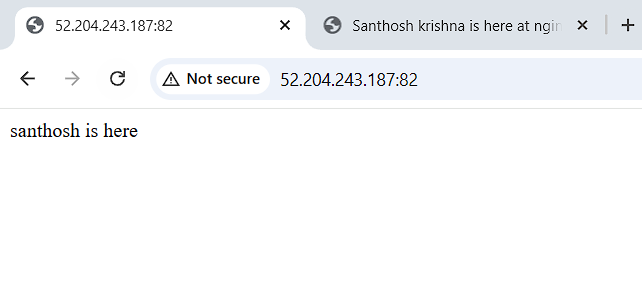 52.204.243.187:82
Santhosh krishna is here at
Not secure
52.204.243.187:82
santhosh is here